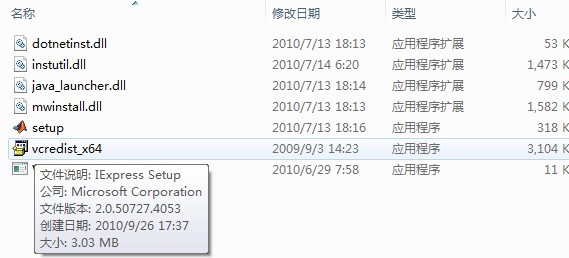 名称 修改日期 类型 大小
dotnetinst.dll 2010/7/13 18:13 应用程序扩展 53 K
instutil.dll 2010/7/14 6:20 应用程序扩展 1,473 K
java_launcher.dll 2010/7/13 18:14 应用程序扩展 799 K
mwinstall.dll 2010/7/13 18:13 应用程序扩展 1,582 K
setup 2010/7/13 18:16 应用程序 318 K
vcredist_x64 2009/9/3 14:23 应用程序 3,104 K
2010/6/29 7:58 应用程序 11 K
文件说明: IExpress Setup
公司: Microsoft Corporation
文件版本: 2.0.50727.4053
创建日期: 2010/9/26 17:37
大小: 3.03 MB